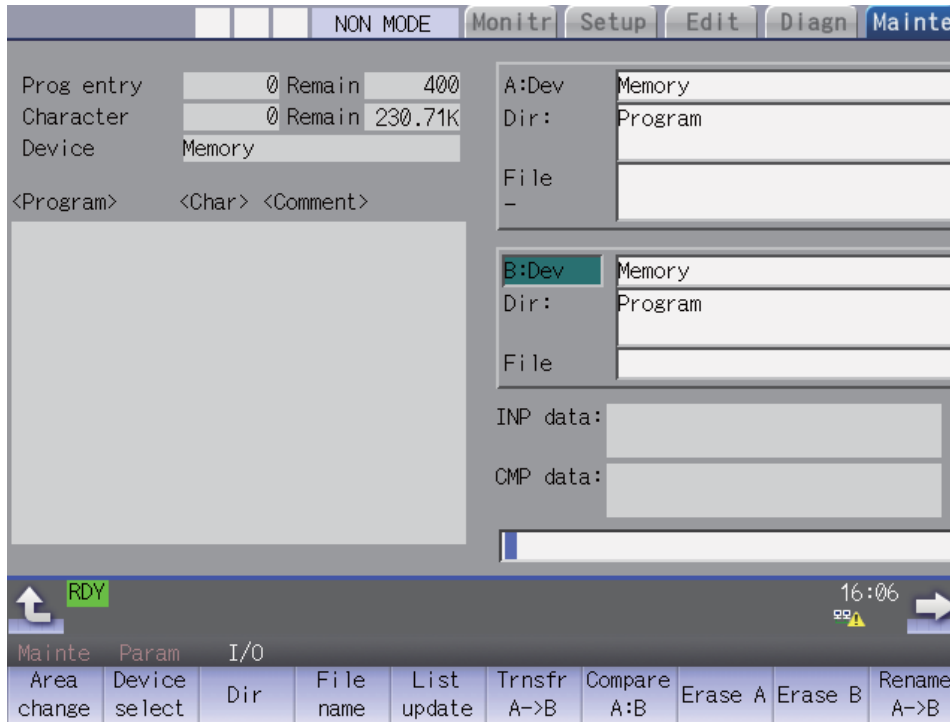 NON MODE Monitr Setup Edit Diagn Mainte
Prog entry 0 Remain 400
Character 0 Remain 230.71K
Device Memory
<Program> <Char> <Comment>
A:Dev Memory
Dir: Program
File
-
B:Dev Memory
Dir: Program
File
INP data:
CMP data:
RDY
16:06
Mainte Param I/O
Area change
Device select
Dir
File name
List update
Trnsfr A->B
Compare A:B
Erase A
Erase B
Rename A->B